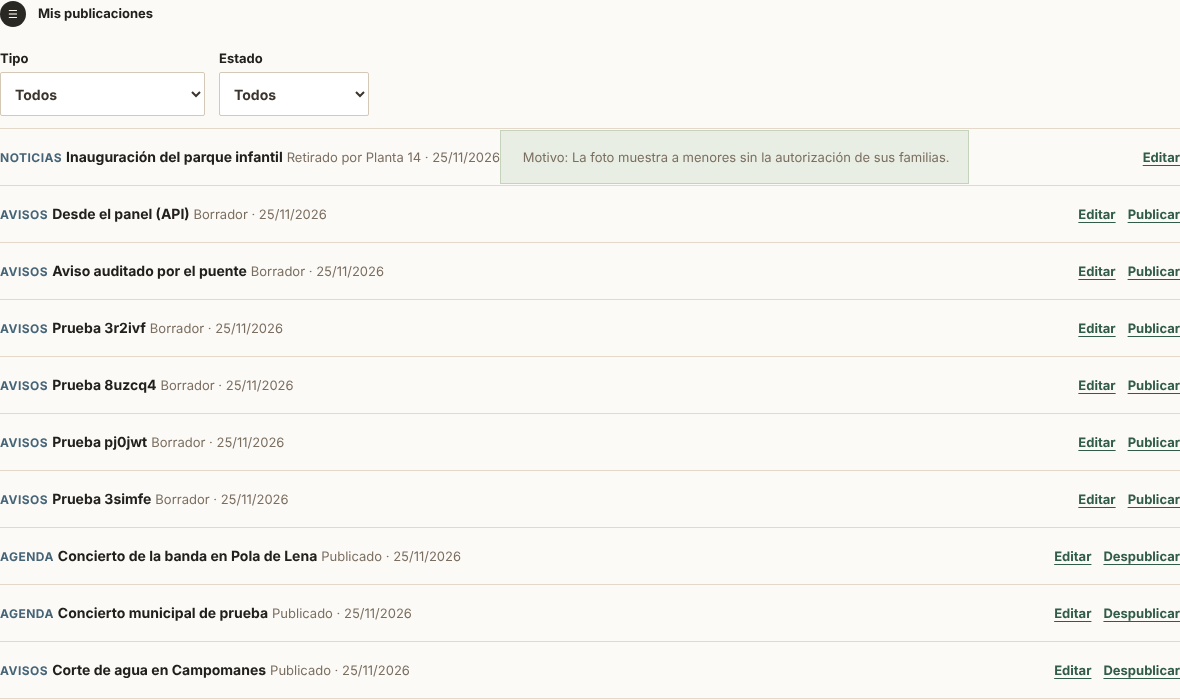 Mis publicaciones
Tipo Estado
Todos Todos
NOTICIAS Inauguración del parque infantil Retirado por Planta 14 · 25/11/2026 Motivo: La foto muestra a menores sin la autorización de sus familias. Editar
AVISOS Desde el panel (API) Borrador · 25/11/2026 Editar Publicar
AVISOS Aviso auditado por el puente Borrador · 25/11/2026 Editar Publicar
AVISOS Prueba 3r2ivf Borrador · 25/11/2026 Editar Publicar
AVISOS Prueba 8uzcq4 Borrador · 25/11/2026 Editar Publicar
AVISOS Prueba pj0jwt Borrador · 25/11/2026 Editar Publicar
AVISOS Prueba 3simfe Borrador · 25/11/2026 Editar Publicar
AGENDA Concierto de la banda en Pola de Lena Publicado · 25/11/2026 Editar Despublicar
AGENDA Concierto municipal de prueba Publicado · 25/11/2026 Editar Despublicar
AVISOS Corte de agua en Campomanes Publicado · 25/11/2026 Editar Despublicar